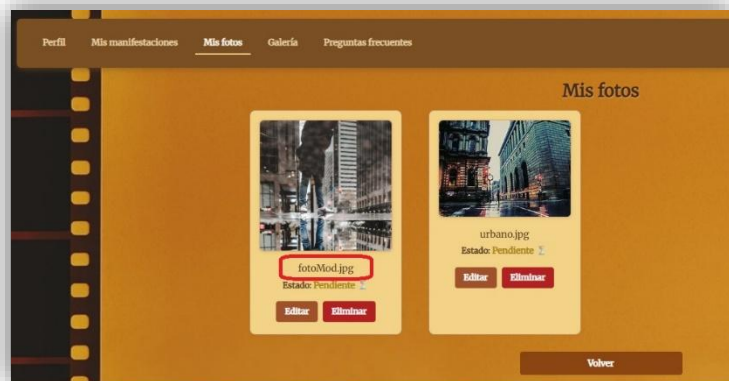 Perfil Mis manifestaciones Mis fotos Galería Preguntas frecuentes
Mis fotos
fotoMod.jpg
Estado: Pendiente ⏳
Editar Eliminar
urbano.jpg
Estado: Pendiente ⏳
Editar Eliminar
Volver